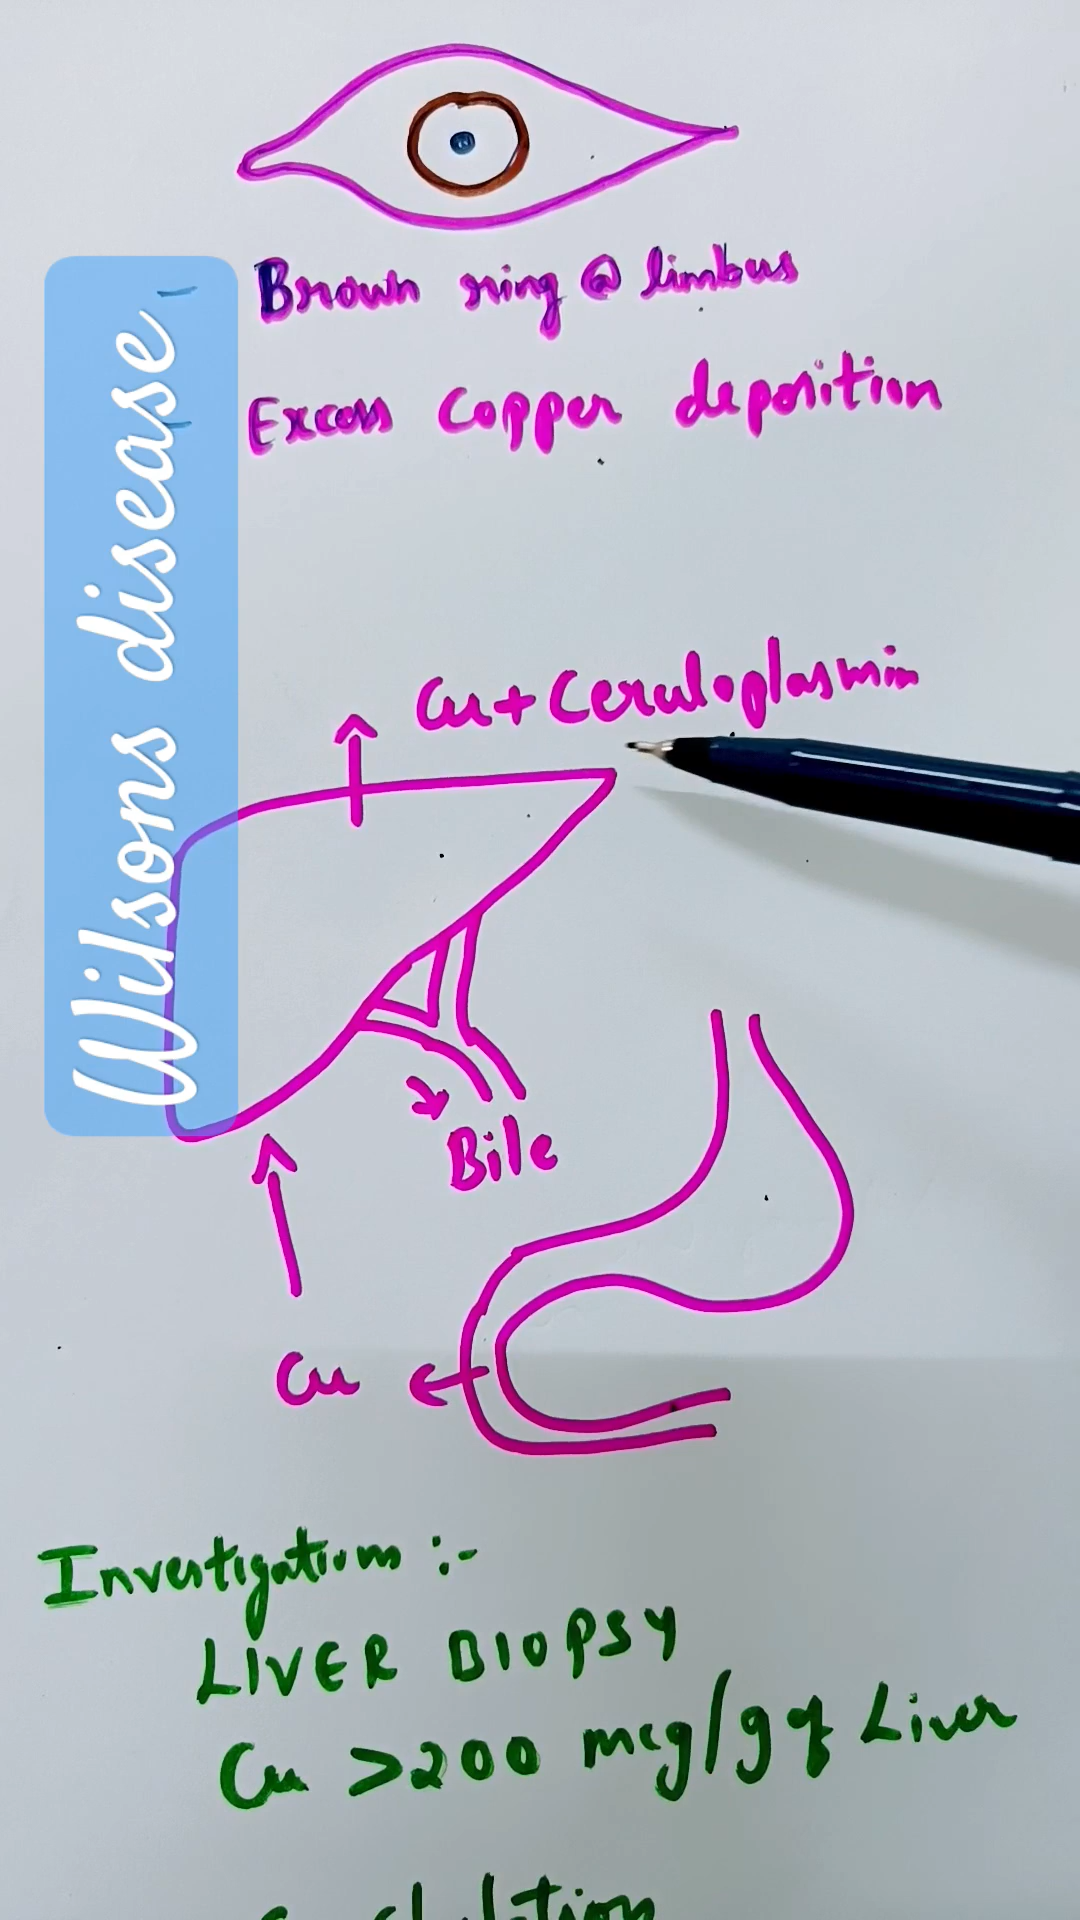 Wilsons disease
Brown ring @ limbus
Excess Copper deposition
Cu + Ceruloplasmin
Bile
Cu
Investigations :-
LIVER BIOPSY
Cu >200 mcg/g of Liver